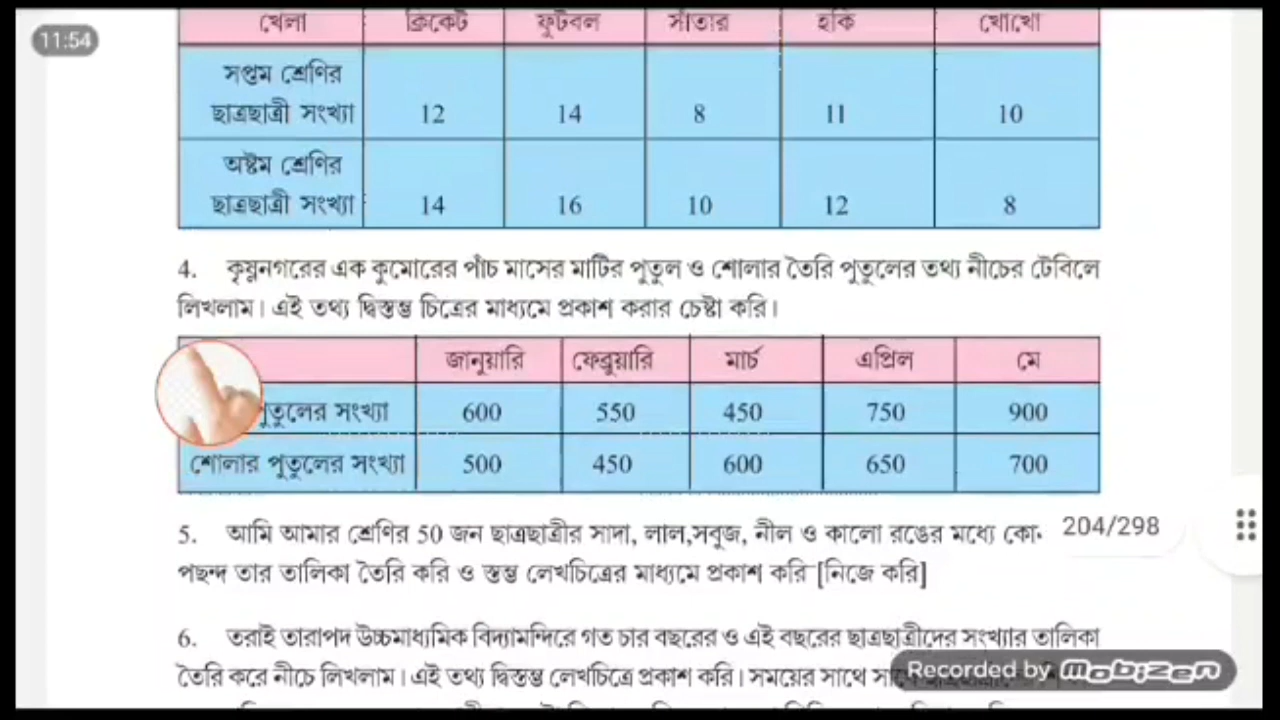 11:54
খেলা ক্রিকেট ফুটবল সাঁতার হকি খোখো
সপ্তম শ্রেণির
ছাত্রছাত্রী সংখ্যা 12 14 8 11 10
অষ্টম শ্রেণির
ছাত্রছাত্রী সংখ্যা 14 16 10 12 8
4. কৃষ্ণনগরের এক কুমোরের পাঁচ মাসের মাটির পুতুল ও শোলার তৈরি পুতুলের তথ্য নীচের টেবিলে
লিখলাম। এই তথ্য দ্বিস্তম্ভ চিত্রের মাধ্যমে প্রকাশ করার চেষ্টা করি।
জানুয়ারি ফেব্রুয়ারি মার্চ এপ্রিল মে
পুতুলের সংখ্যা 600 550 450 750 900
শোলার পুতুলের সংখ্যা 500 450 600 650 700
5. আমি আমার শ্রেণির 50 জন ছাত্রছাত্রীর সাদা, লাল,সবুজ, নীল ও কালো রঙের মধ্যে
204/298
পছন্দ তার তালিকা তৈরি করি ও স্তম্ভ লেখচিত্রের মাধ্যমে প্রকাশ করি [নিজে করি]
6. তরাই তারাপদ উচ্চমাধ্যমিক বিদ্যামন্দিরে গত চার বছরের ও এই বছরের ছাত্রছাত্রীদের সংখ্যার তালিকা
তৈরি করে নীচে লিখলাম। এই তথ্য দ্বিস্তম্ভ লেখচিত্রে প্রকাশ করি। সময়ের সাথে
Recorded by mobizen